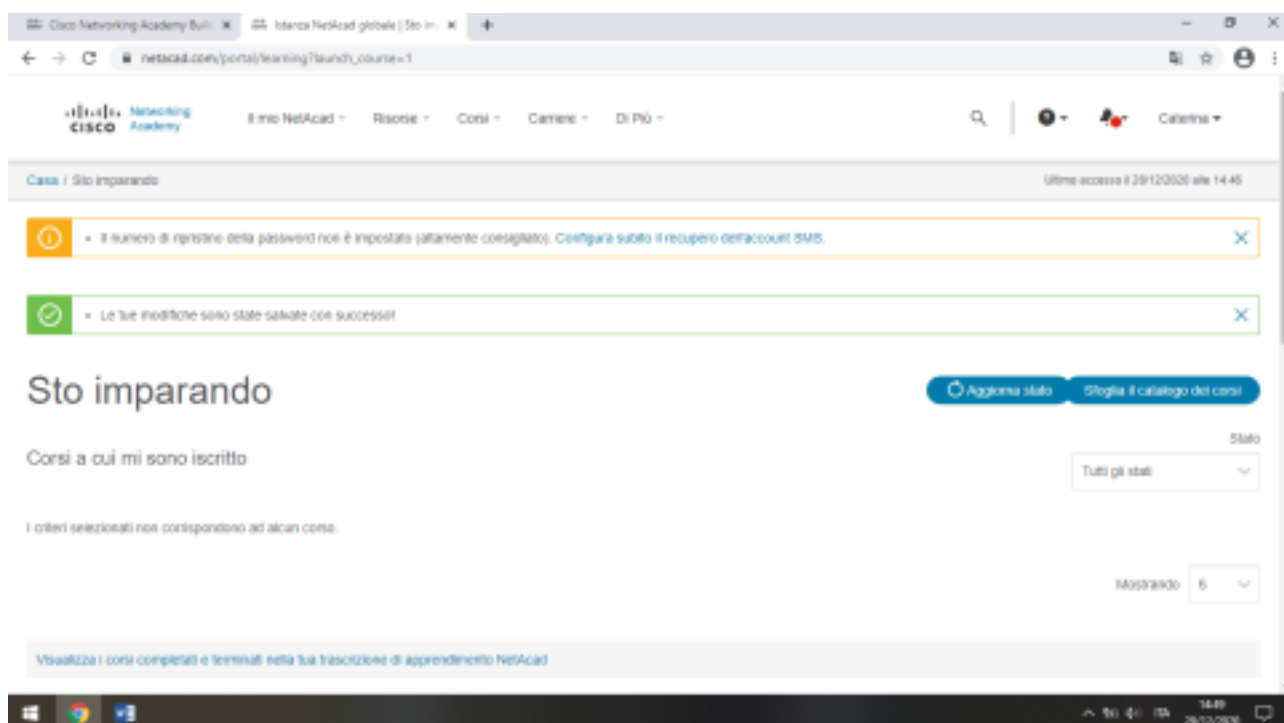 Cisco Networking Academy Buil
Istanza NetAcad globale | Sto im
netacad.com/portal/learning?launch_course=1
CISCO Networking Academy
Il mio NetAcad Risorse Corsi Carriere Di Più Caterina
Casa / Sto imparando
Ultimo accesso il 28/12/2020 alle 14:46
Il numero di ripristino della password non è impostato (altamente consigliato). Configura subito il recupero dell'account SMS.
Le tue modifiche sono state salvate con successo!
Sto imparando
Aggiorna stato
Sfoglia il catalogo dei corsi
Stato
Corsi a cui mi sono iscritto
Tutti gli stati
I criteri selezionati non corrispondono ad alcun corso.
Mostrando 6
Visualizza i corsi completati e terminati nella tua trascrizione di apprendimento NetAcad
ITA
14:49
28/12/2020